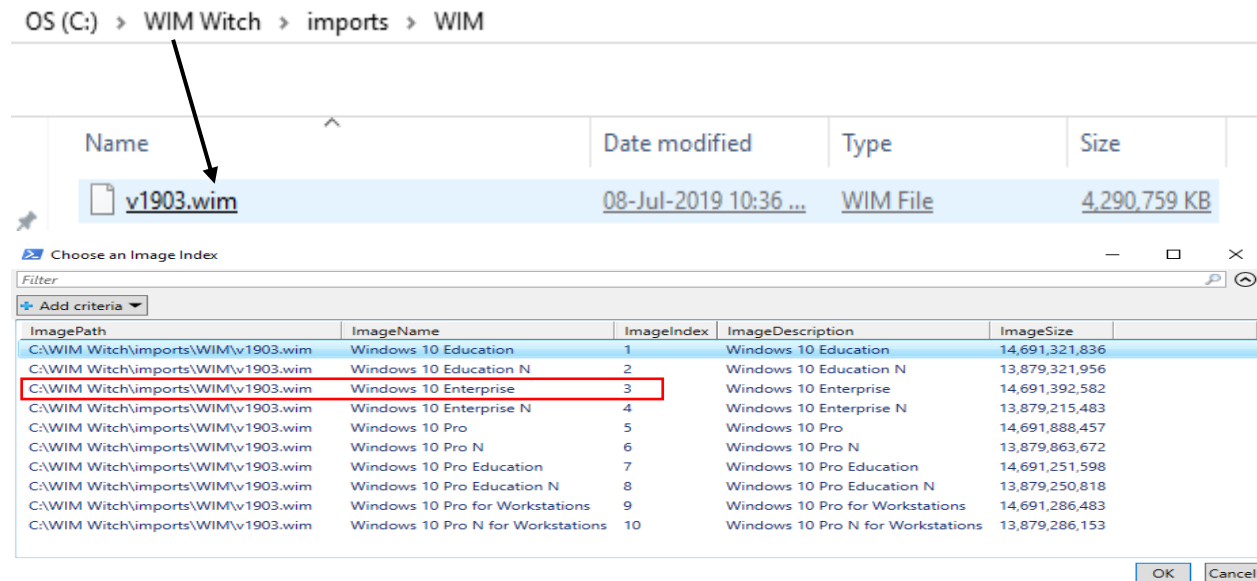 OS (C:) > WIM Witch > imports > WIM
Name Date modified Type Size
v1903.wim 08-Jul-2019 10:36 ... WIM File 4,290,759 KB
Choose an Image Index
Filter
Add criteria
ImagePath ImageName ImageIndex ImageDescription ImageSize
C:\WIM Witch\imports\WIM\v1903.wim Windows 10 Education 1 Windows 10 Education 14,691,321,836
C:\WIM Witch\imports\WIM\v1903.wim Windows 10 Education N 2 Windows 10 Education N 13,879,321,956
C:\WIM Witch\imports\WIM\v1903.wim Windows 10 Enterprise 3 Windows 10 Enterprise 14,691,392,582
C:\WIM Witch\imports\WIM\v1903.wim Windows 10 Enterprise N 4 Windows 10 Enterprise N 13,879,215,483
C:\WIM Witch\imports\WIM\v1903.wim Windows 10 Pro 5 Windows 10 Pro 14,691,888,457
C:\WIM Witch\imports\WIM\v1903.wim Windows 10 Pro N 6 Windows 10 Pro N 13,879,863,672
C:\WIM Witch\imports\WIM\v1903.wim Windows 10 Pro Education 7 Windows 10 Pro Education 14,691,251,598
C:\WIM Witch\imports\WIM\v1903.wim Windows 10 Pro Education N 8 Windows 10 Pro Education N 13,879,250,818
C:\WIM Witch\imports\WIM\v1903.wim Windows 10 Pro for Workstations 9 Windows 10 Pro for Workstations 14,691,286,483
C:\WIM Witch\imports\WIM\v1903.wim Windows 10 Pro N for Workstations 10 Windows 10 Pro N for Workstations 13,879,286,153
OK Cancel